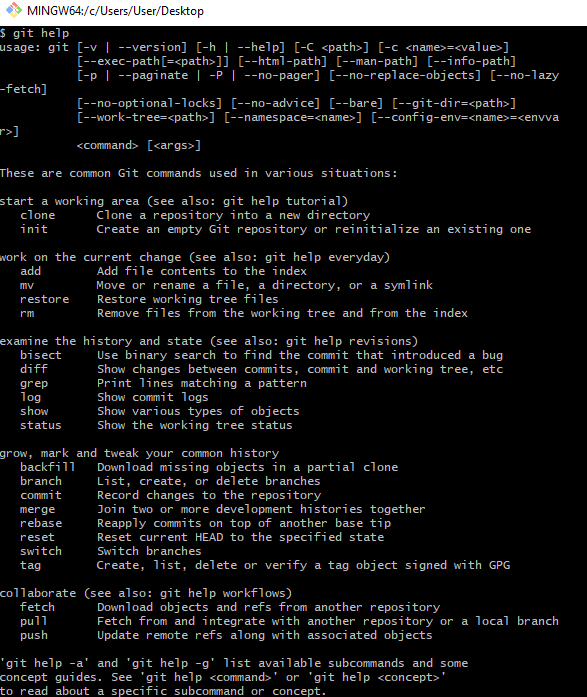 MINGW64:/c/Users/User/Desktop
$ git help
usage: git [-v | --version] [-h | --help] [-C <path>] [-c <name>=<value>]
           [--exec-path[=<path>]] [--html-path] [--man-path] [--info-path]
           [-p | --paginate | -P | --no-pager] [--no-replace-objects] [--no-lazy
-fetch]
           [--no-optional-locks] [--no-advice] [--bare] [--git-dir=<path>]
           [--work-tree=<path>] [--namespace=<name>] [--config-env=<name>=<envva
r>]
           <command> [<args>]

These are common Git commands used in various situations:

start a working area (see also: git help tutorial)
   clone      Clone a repository into a new directory
   init       Create an empty Git repository or reinitialize an existing one

work on the current change (see also: git help everyday)
   add        Add file contents to the index
   mv         Move or rename a file, a directory, or a symlink
   restore    Restore working tree files
   rm         Remove files from the working tree and from the index

examine the history and state (see also: git help revisions)
   bisect     Use binary search to find the commit that introduced a bug
   diff       Show changes between commits, commit and working tree, etc
   grep       Print lines matching a pattern
   log        Show commit logs
   show       Show various types of objects
   status     Show the working tree status

grow, mark and tweak your common history
   backfill   Download missing objects in a partial clone
   branch     List, create, or delete branches
   commit     Record changes to the repository
   merge      Join two or more development histories together
   rebase     Reapply commits on top of another base tip
   reset      Reset current HEAD to the specified state
   switch     Switch branches
   tag        Create, list, delete or verify a tag object signed with GPG

collaborate (see also: git help workflows)
   fetch      Download objects and refs from another repository
   pull       Fetch from and integrate with another repository or a local branch
   push       Update remote refs along with associated objects

'git help -a' and 'git help -g' list available subcommands and some
concept guides. See 'git help <command>' or 'git help <concept>'
to read about a specific subcommand or concept.